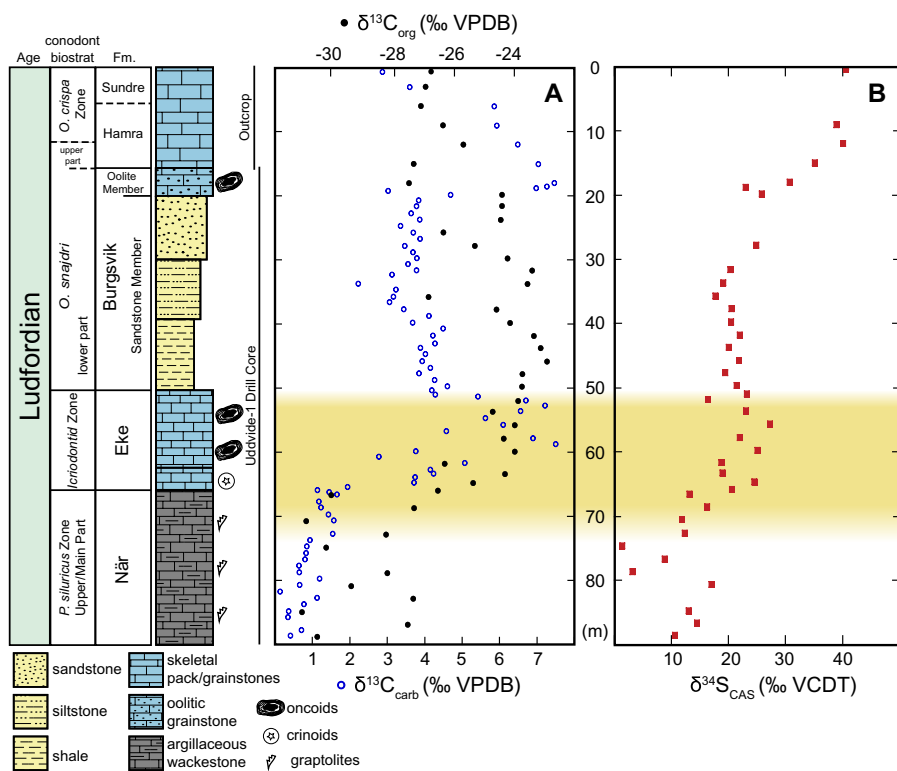 ● δ13Corg (‰ VPDB)
conodont
Age biostrat Fm.
-30 -28 -26 -24
Ludfordian
O. crispa
Zone
upper
part
O. snajdri
lower part
Icriodontid Zone
P. siluricus Zone
Upper/Main Part
Sundre
Hamra
Oolite
Member
Burgsvik
Sandstone Member
Eke
När
Outcrop
Uddvide-1 Drill Core
A
B
0
10
20
30
40
50
60
70
80
(m)
1 2 3 4 5 6 7
10 20 30 40 50
δ13Ccarb (‰ VPDB)
δ34SCAS (‰ VCDT)
sandstone
siltstone
shale
skeletal
pack/grainstones
oolitic
grainstone
argillaceous
wackestone
oncoids
crinoids
graptolites